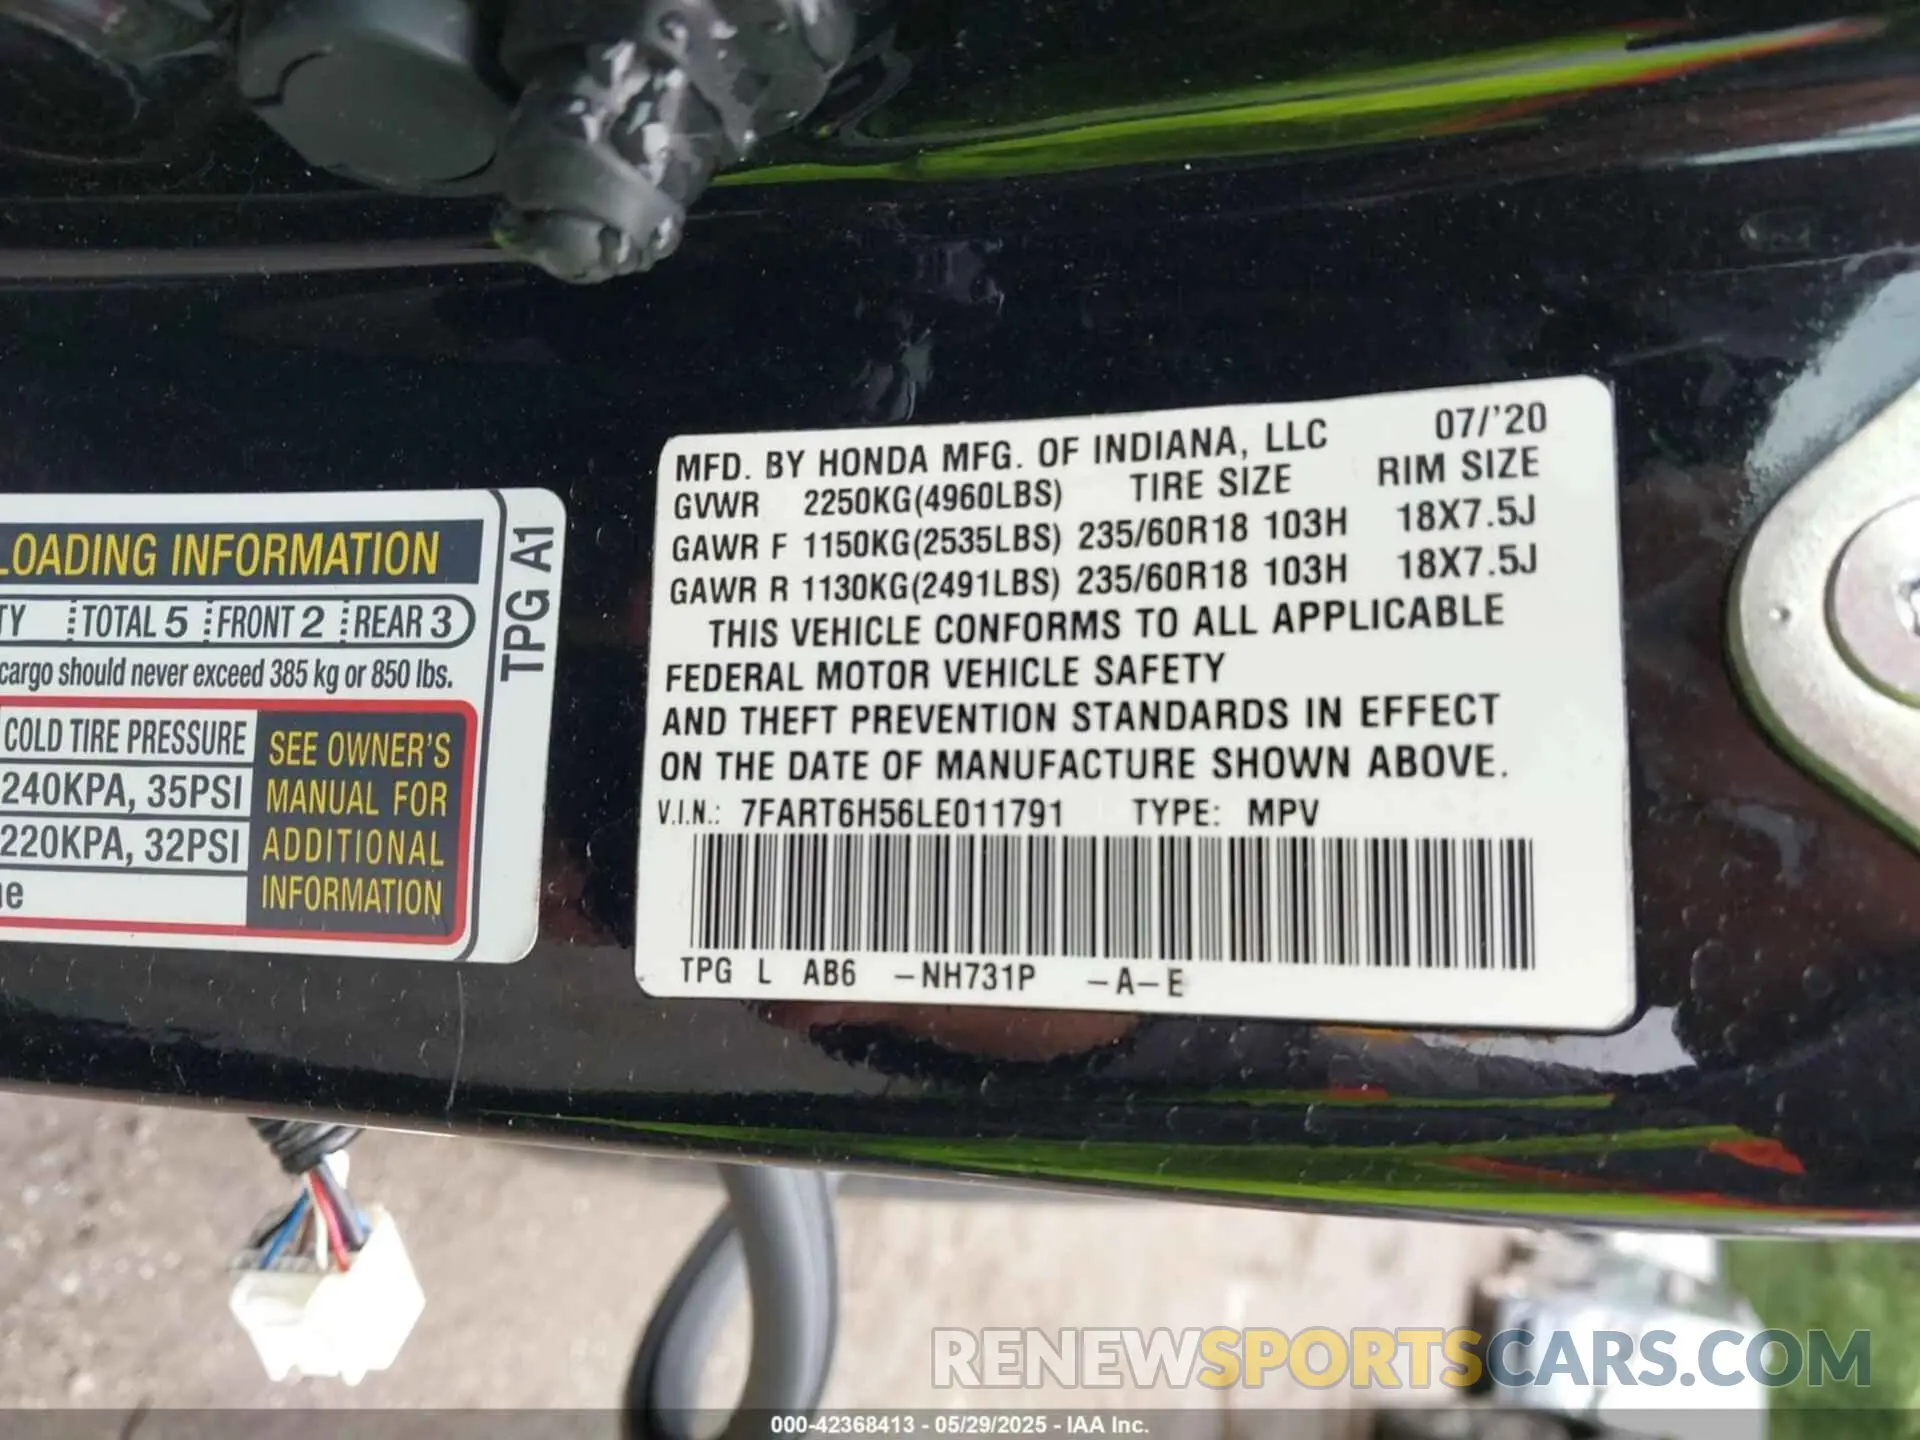 LOADING INFORMATION
TY TOTAL 5 FRONT 2 REAR 3
cargo should never exceed 385 kg or 850 lbs.
COLD TIRE PRESSURE
240KPA, 35PSI
220KPA, 32PSI
SEE OWNER'S
MANUAL FOR
ADDITIONAL
INFORMATION
TPG A1
MFD. BY HONDA MFG. OF INDIANA, LLC 07/'20
GVWR 2250KG(4960LBS) TIRE SIZE RIM SIZE
GAWR F 1150KG(2535LBS) 235/60R18 103H 18X7.5J
GAWR R 1130KG(2491LBS) 235/60R18 103H 18X7.5J
THIS VEHICLE CONFORMS TO ALL APPLICABLE
FEDERAL MOTOR VEHICLE SAFETY
AND THEFT PREVENTION STANDARDS IN EFFECT
ON THE DATE OF MANUFACTURE SHOWN ABOVE.
V.I.N.: 7FART6H56LE011791 TYPE: MPV
TPG L AB6 -NH731P -A-E
RENEWSPORTSCARS.COM
000-42368413 - 05/29/2025 - IAA Inc.